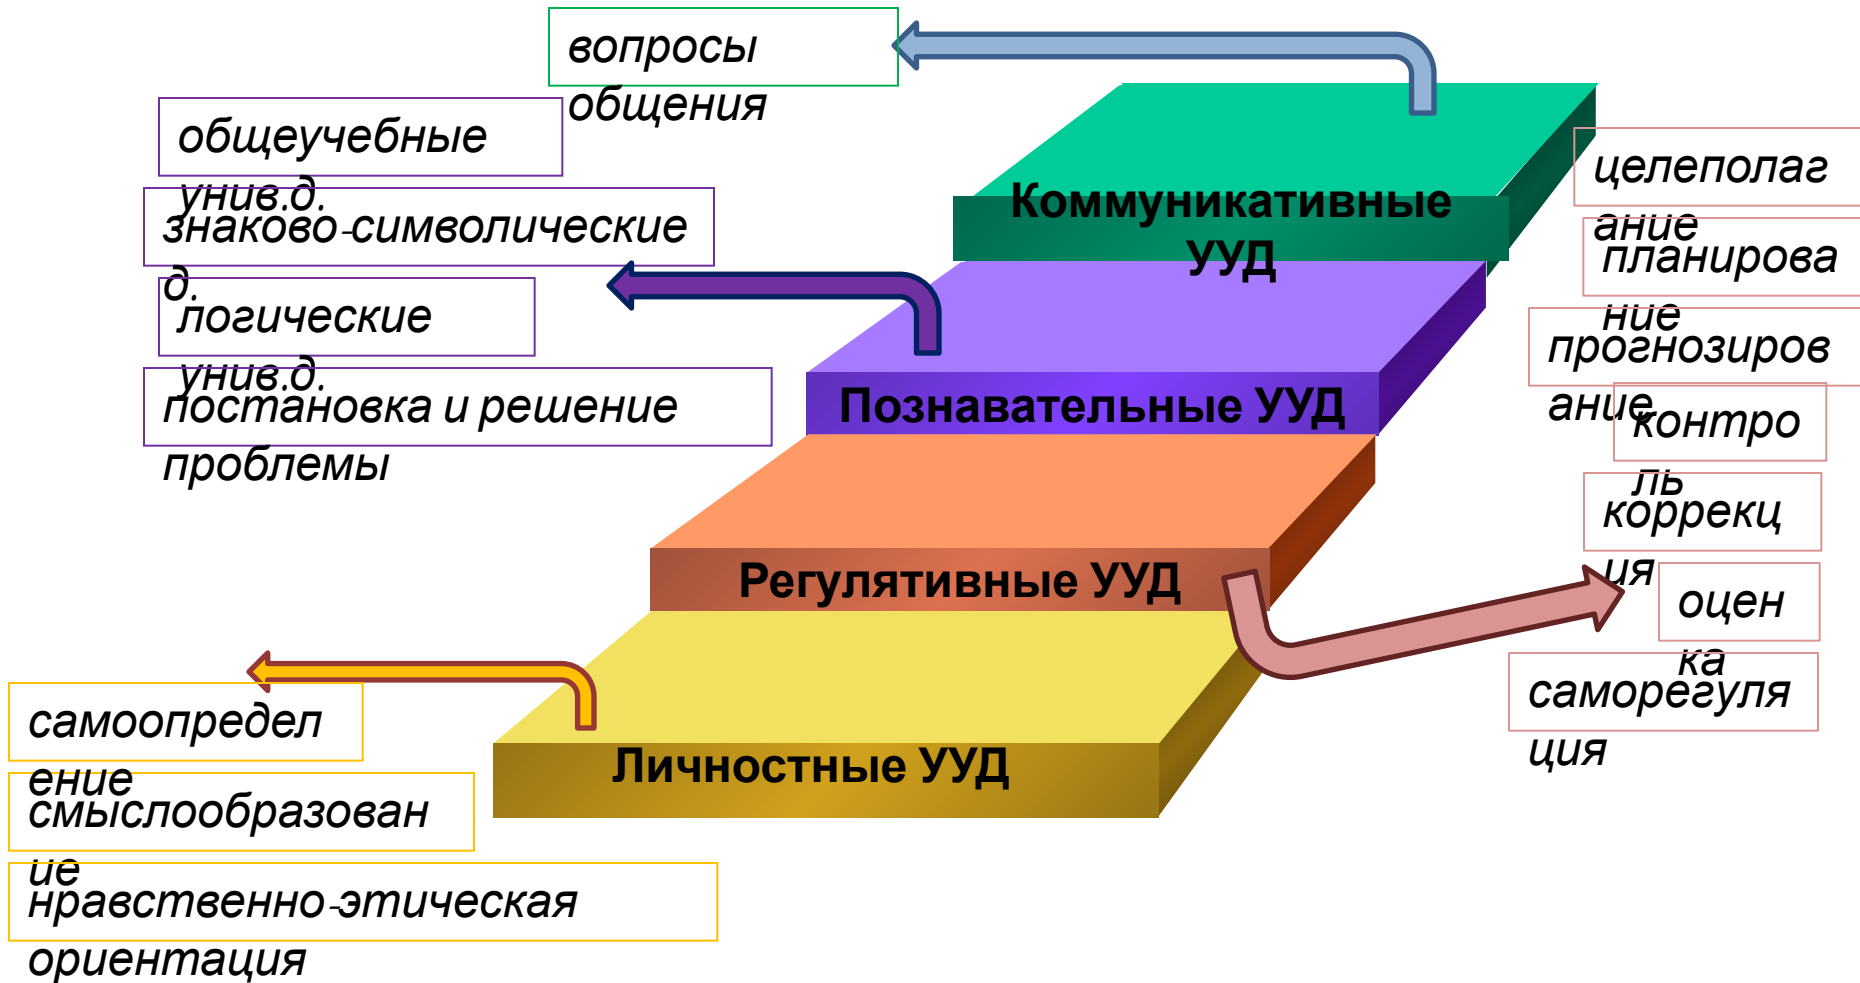 вопросы
общения
общеучебные
унив.д.
знаково-символические
д.
логические
унив.д.
постановка и решение
проблемы
Коммуникативные
УУД
Познавательные УУД
Регулятивные УУД
Личностные УУД
целеполаг
ание
планирова
ние
прогнозиров
ание
контро
ль
коррекц
ия
оцен
ка
саморегуля
ция
самоопредел
ение
смыслообразован
ие
нравственно-этическая
ориентация